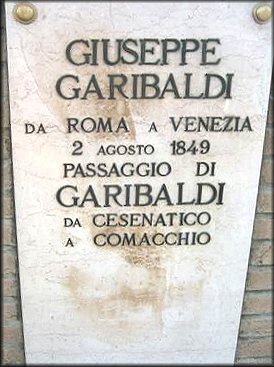 GIUSEPPE
GARIBALDI
DA ROMA A VENEZIA
2 AGOSTO 1849
PASSAGGIO DI
GARIBALDI
DA CESENATICO
A COMACCHIO